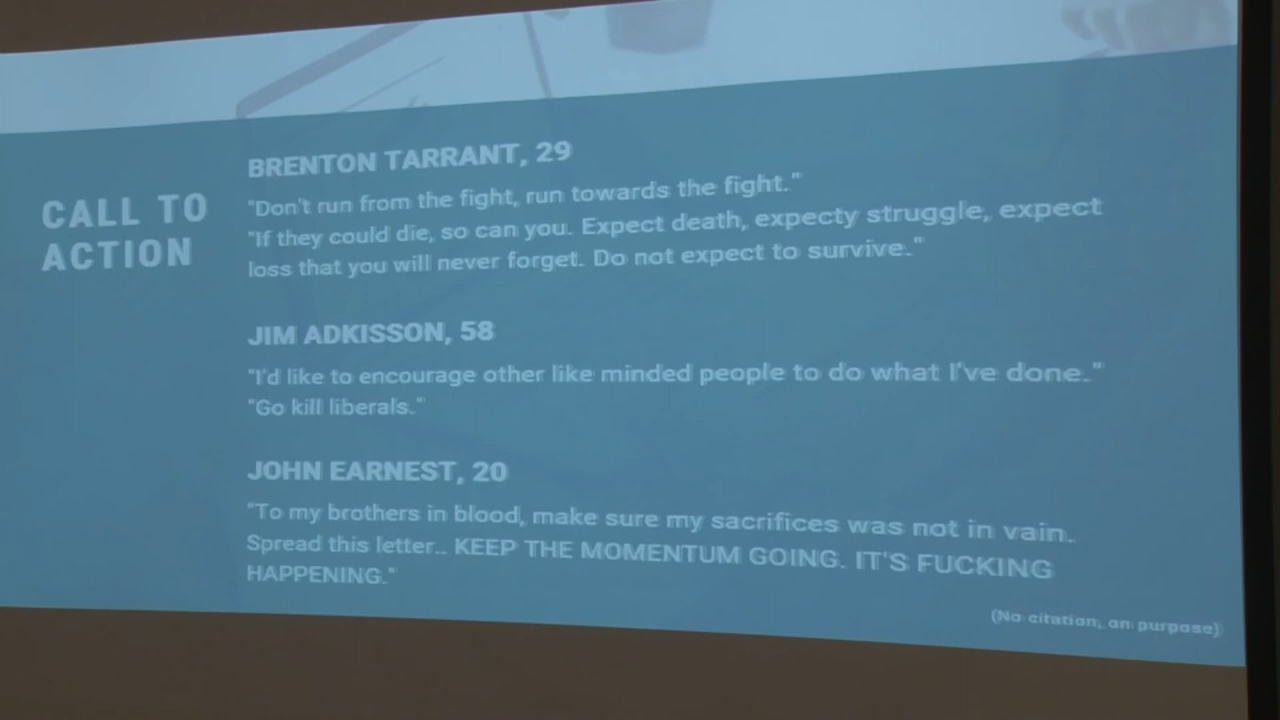 CALL TO
ACTION
BRENTON TARRANT, 29
"Don't run from the fight, run towards the fight."
"If they could die, so can you. Expect death, expecty struggle, expect
loss that you will never forget. Do not expect to survive."
JIM ADKISSON, 58
"I'd like to encourage other like minded people to do what I've done."
"Go kill liberals."
JOHN EARNEST, 20
"To my brothers in blood, make sure my sacrifices was not in vain.
Spread this letter.. KEEP THE MOMENTUM GOING. IT'S FUCKING
HAPPENING."
(No citation, on purpose)